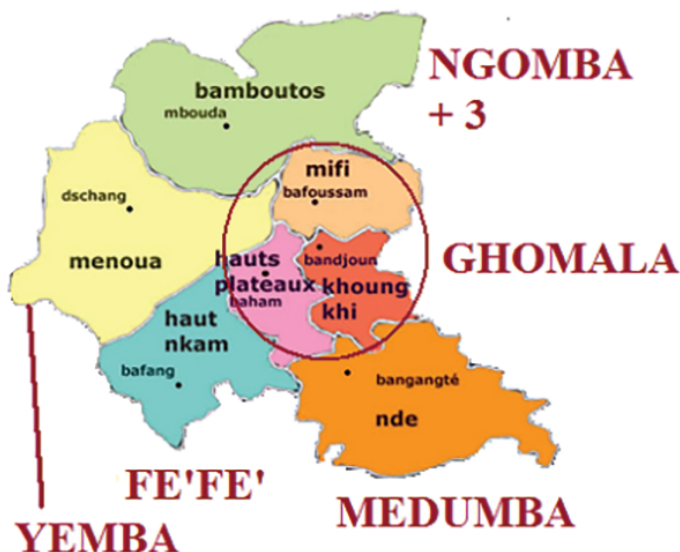 NGOMBA
+ 3
bamboutos
mbouda
mifi
bafoussam
dschang
menoua
GHOMALA
hauts
plateaux
baham
bandjoun
khoung
khi
haut
nkam
bafang
bangangté
nde
FE'FE'
MEDUMBA
YEMBA